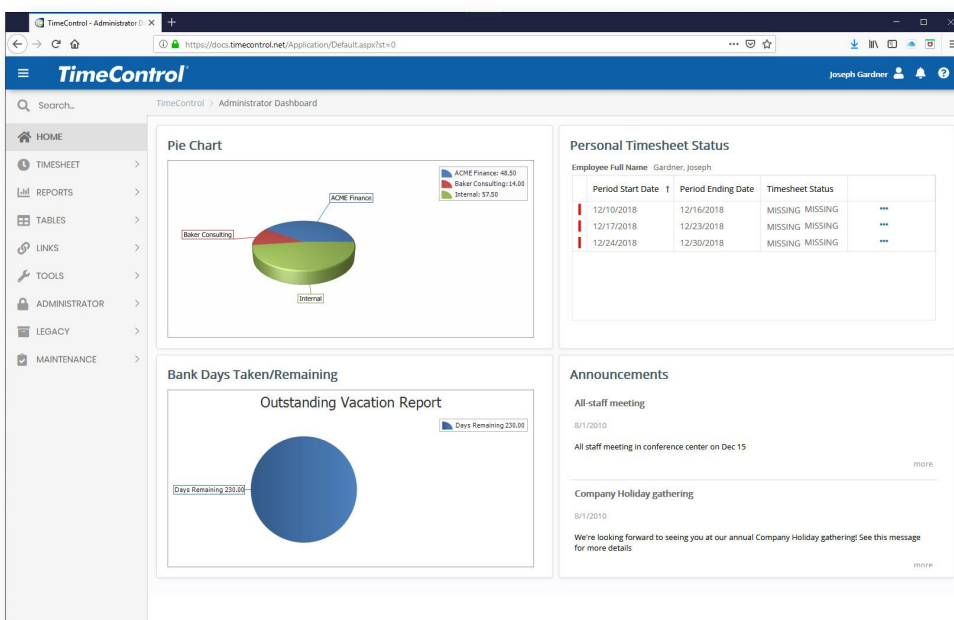 TimeControl - Administrator D
https://docs.timecontrol.net/Application/Default.aspx?st=0
TimeControl
Joseph Gardner
Search...
TimeControl > Administrator Dashboard
HOME
TIMESHEET
REPORTS
TABLES
LINKS
TOOLS
ADMINISTRATOR
LEGACY
MAINTENANCE
Pie Chart
ACME Finance: 48.50
Baker Consulting: 14.00
Internal: 57.50
ACME Finance
Baker Consulting
Internal
Personal Timesheet Status
Employee Full Name Gardner, Joseph
Period Start Date ↑ Period Ending Date Timesheet Status
12/10/2018 12/16/2018 MISSING MISSING
12/17/2018 12/23/2018 MISSING MISSING
12/24/2018 12/30/2018 MISSING MISSING
Bank Days Taken/Remaining
Outstanding Vacation Report
Days Remaining 230.00
Days Remaining 230.00
Announcements
All-staff meeting
8/1/2010
All staff meeting in conference center on Dec 15
more
Company Holiday gathering
8/1/2010
We're looking forward to seeing you at our annual Company Holiday gathering! See this message
for more details
more